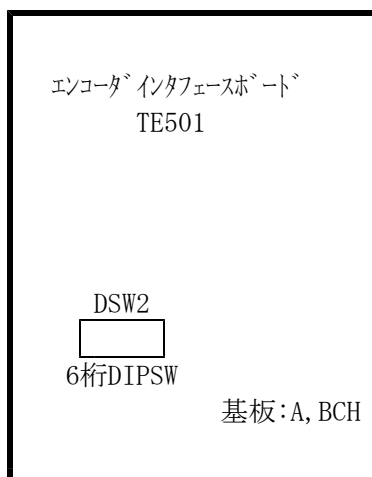 ｴﾝｺｰﾀﾞｲﾝﾀﾌｪｰｽﾎﾞｰﾄﾞ
TE501
DSW2
6桁DIPSW
基板:A,BCH